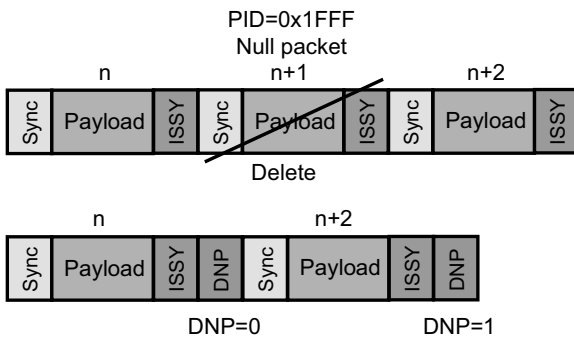 PID=0x1FFF
Null packet
n n+1 n+2
Sync Payload ISSY Sync Payload ISSY Sync Payload ISSY
Delete
n n+2
Sync Payload ISSY DNP Sync Payload ISSY DNP
DNP=0 DNP=1